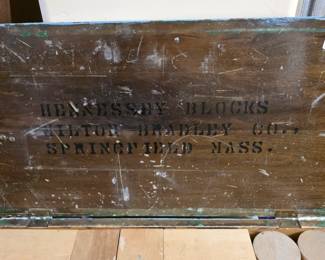 HENNESSEY BLOCKS
MILTON BRADLEY CO.,
SPRINGFIELD MASS.